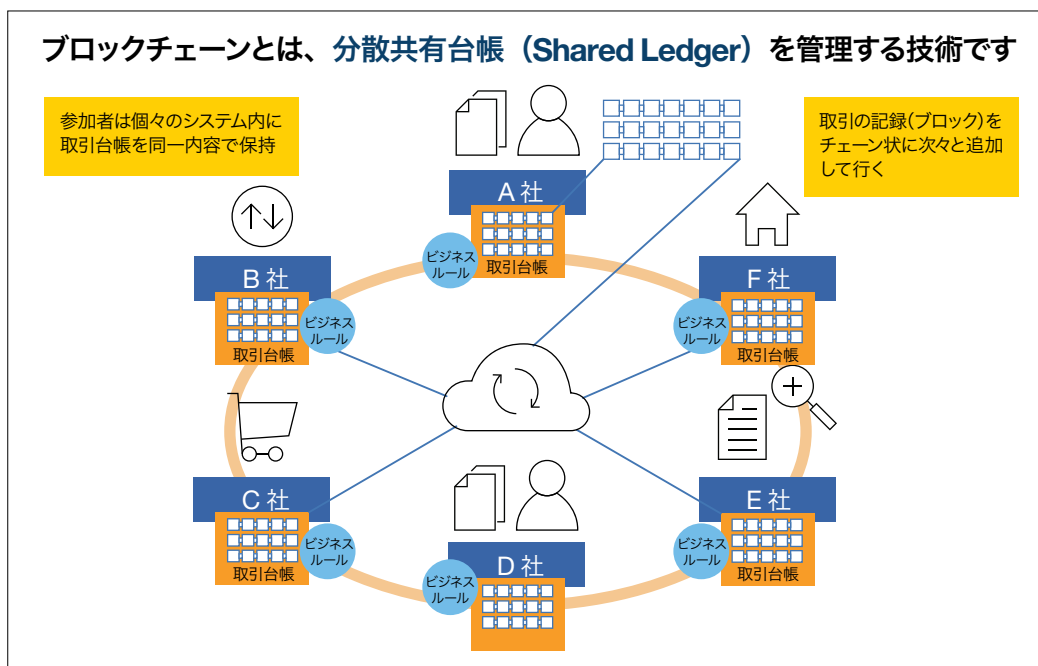 ブロックチェーンとは、分散共有台帳（Shared Ledger）を管理する技術です
参加者は個々のシステム内に
取引台帳を同一内容で保持
取引の記録（ブロック）を
チェーン状に次々と追加
して行く
A 社
取引台帳
ビジネス
ルール
B 社
取引台帳
ビジネス
ルール
F 社
取引台帳
ビジネス
ルール
C 社
取引台帳
ビジネス
ルール
E 社
取引台帳
ビジネス
ルール
D 社
ビジネス
ルール